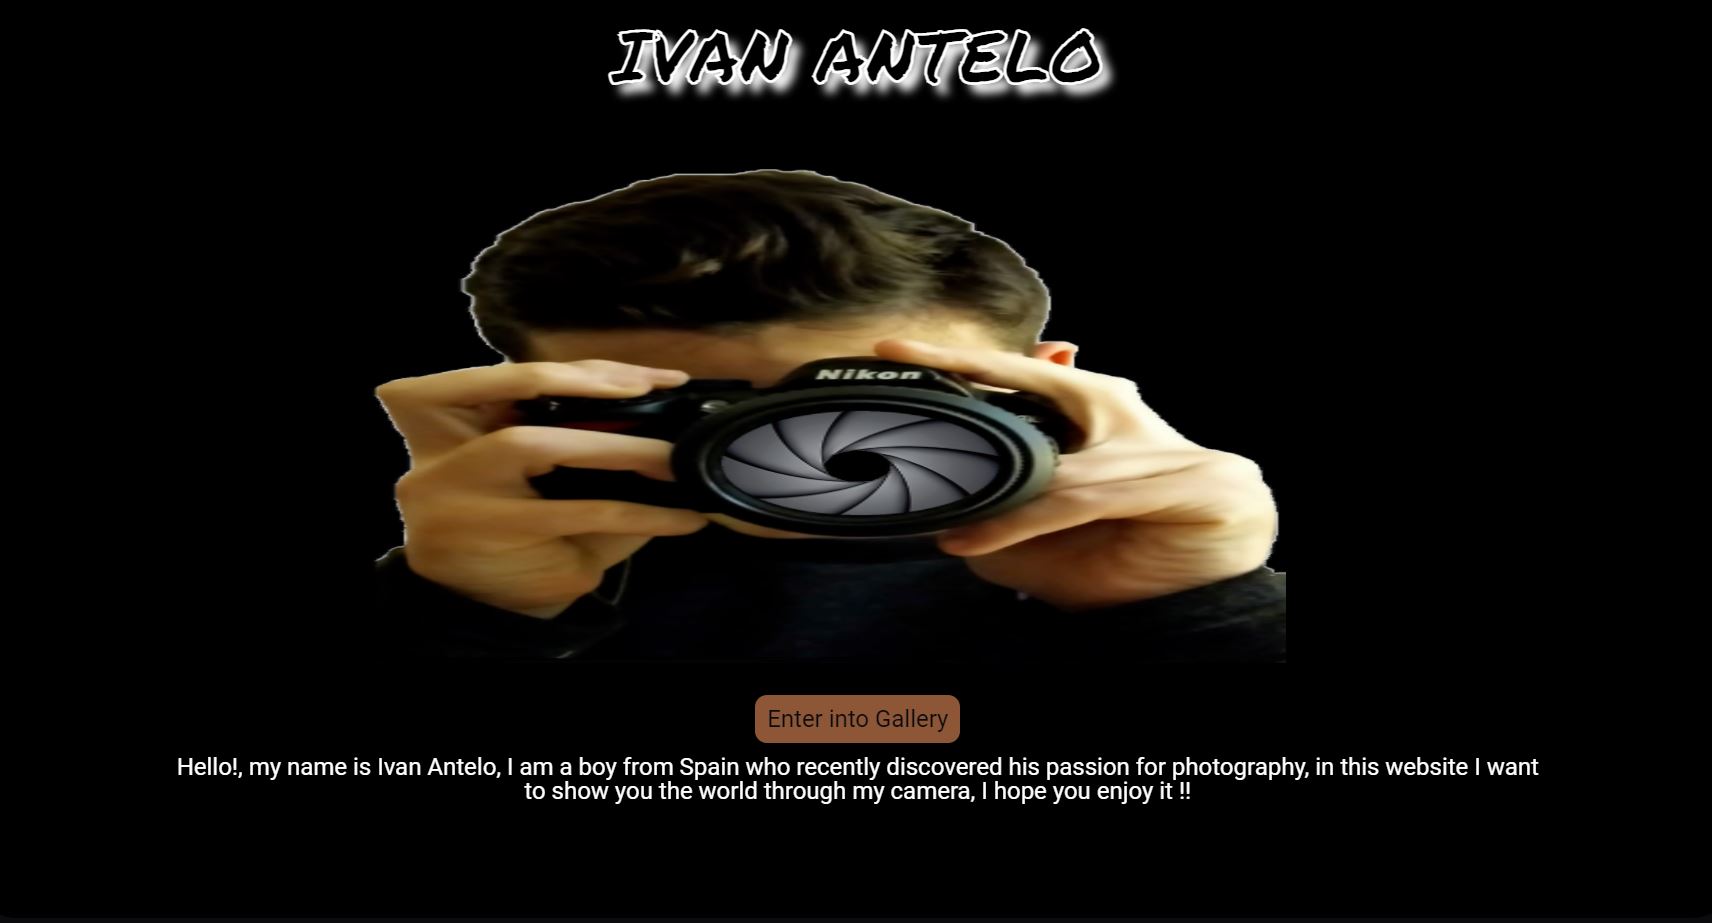 IVAN ANTELO
Nikon
Enter into Gallery
Hello!, my name is Ivan Antelo, I am a boy from Spain who recently discovered his passion for photography, in this website I want
to show you the world through my camera, I hope you enjoy it !!